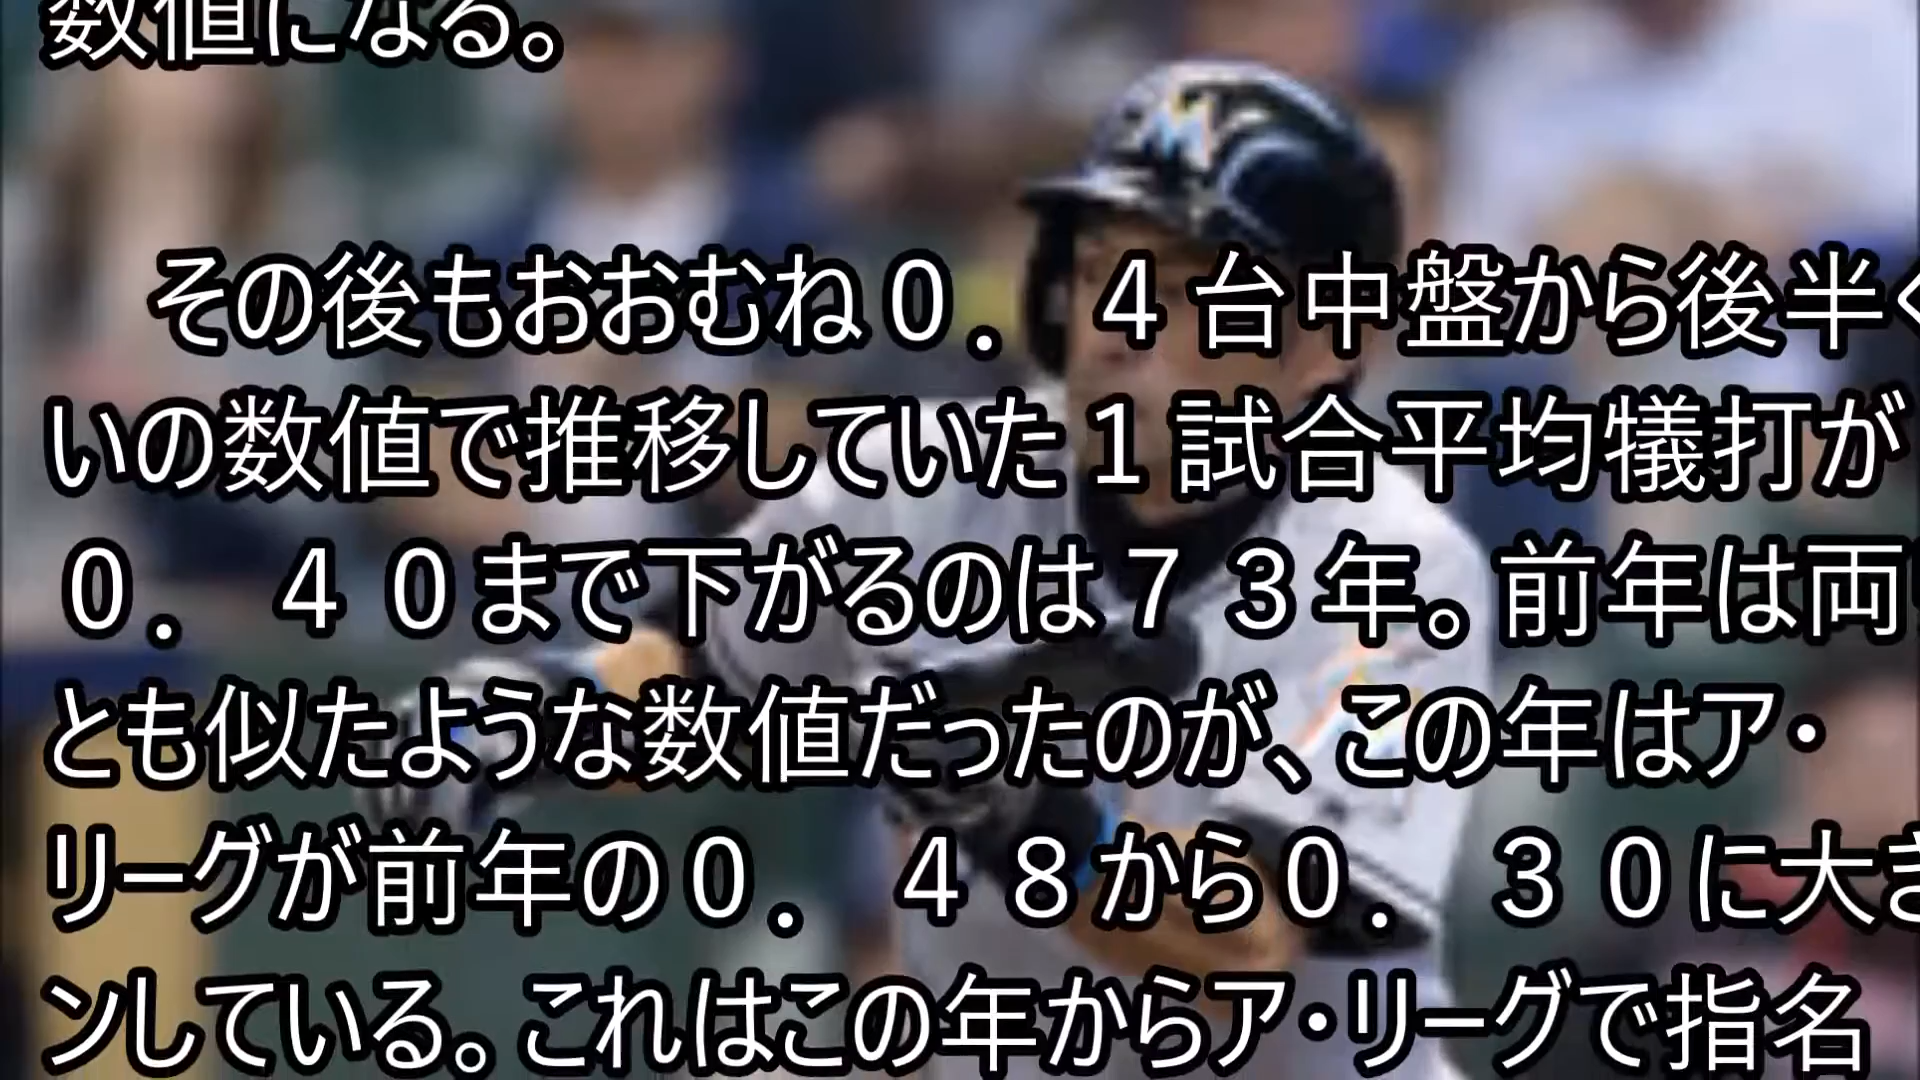 数値になる。
その後もおおむね０．４台中盤から後半く
いの数値で推移していた１試合平均犠打が
０．４０まで下がるのは７３年。前年は両
とも似たような数値だったのが、この年はア・
リーグが前年の０．４８から０．３０に大き
ンしている。これはこの年からア・リーグで指名